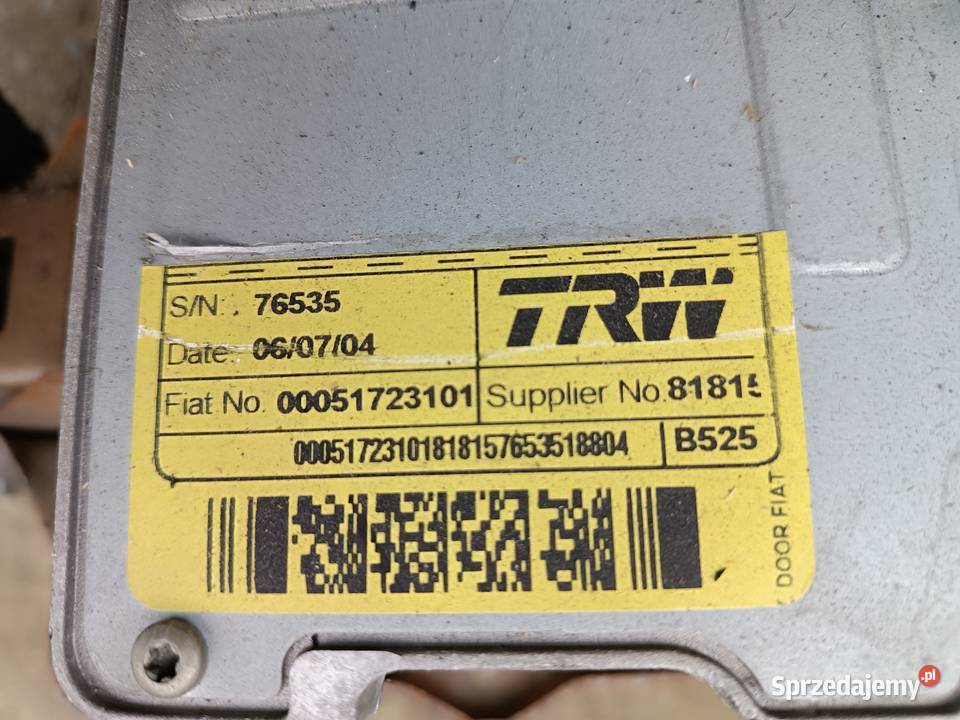 S/N: 76535
TRW
Date: 06/07/04
Fiat No. 00051723101
Supplier No. 81815
00051723101818157653518804
B525
DOOR FIAT
Sprzedajemy.pl